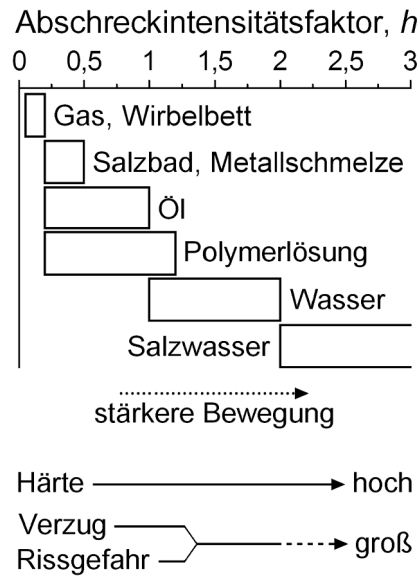 Abschreckintensitätsfaktor, h
0 0,5 1 1,5 2 2,5 3
Gas, Wirbelbett
Salzbad, Metallschmelze
Öl
Polymerlösung
Wasser
Salzwasser
stärkere Bewegung
Härte hoch
Verzug
groß
Rissgefahr